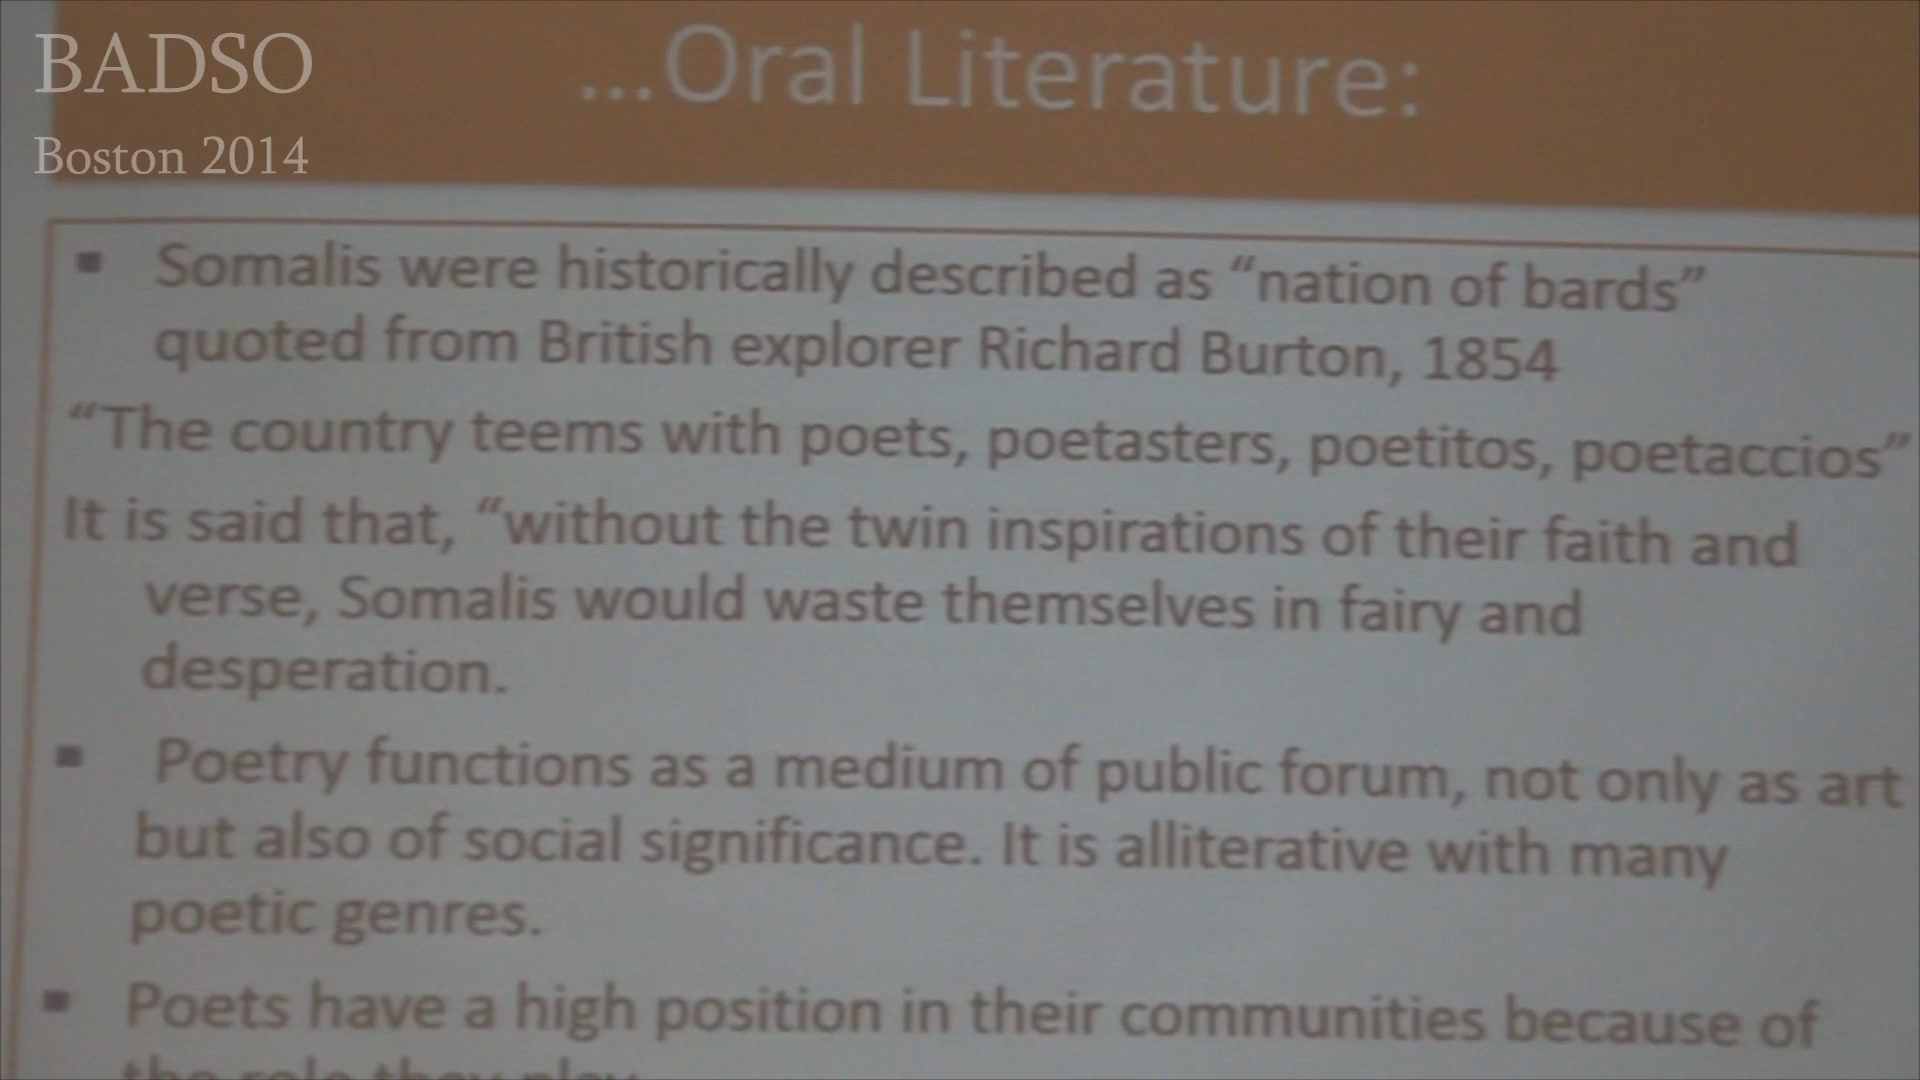 BADSO
Boston 2014
...Oral Literature:
▪ Somalis were historically described as “nation of bards”
quoted from British explorer Richard Burton, 1854
“The country teems with poets, poetasters, poetitos, poetaccios”
It is said that, “without the twin inspirations of their faith and
verse, Somalis would waste themselves in fairy and
desperation.
▪ Poetry functions as a medium of public forum, not only as art
but also of social significance. It is alliterative with many
poetic genres.
▪ Poets have a high position in their communities because of
the role they play